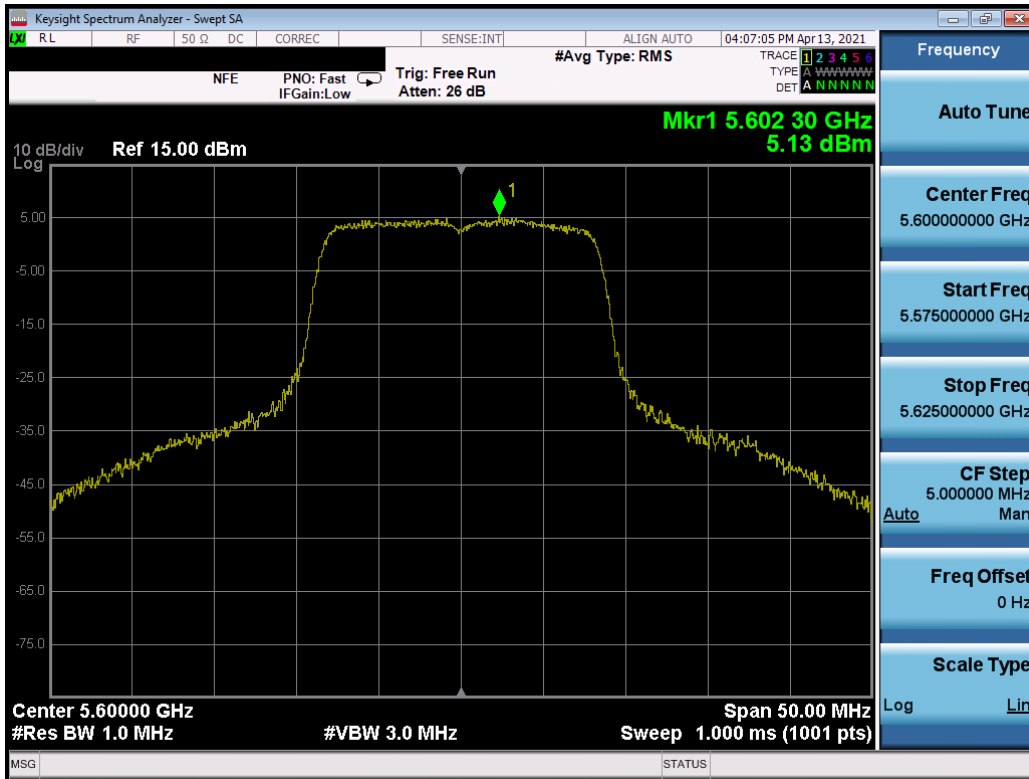 Keysight Spectrum Analyzer - Swept SA
LXI RL RF 50 Ω DC CORREC SENSE:INT ALIGN AUTO 04:07:05 PM Apr 13, 2021
#Avg Type: RMS
TRACE 1 2 3 4 5 6
TYPE A WWWWW
DET A N N N N N
NFE PNO: Fast Trig: Free Run
IFGain:Low Atten: 26 dB
Mkr1 5.602 30 GHz
5.13 dBm
10 dB/div Ref 15.00 dBm
Log
1
5.00
-5.00
-15.0
-25.0
-35.0
-45.0
-55.0
-65.0
-75.0
Center 5.60000 GHz Span 50.00 MHz
#Res BW 1.0 MHz #VBW 3.0 MHz Sweep 1.000 ms (1001 pts)
MSG STATUS
Frequency
Auto Tune
Center Freq
5.600000000 GHz
Start Freq
5.575000000 GHz
Stop Freq
5.625000000 GHz
CF Step
5.000000 MHz
Auto Man
Freq Offset
0 Hz
Scale Type
Log Lin